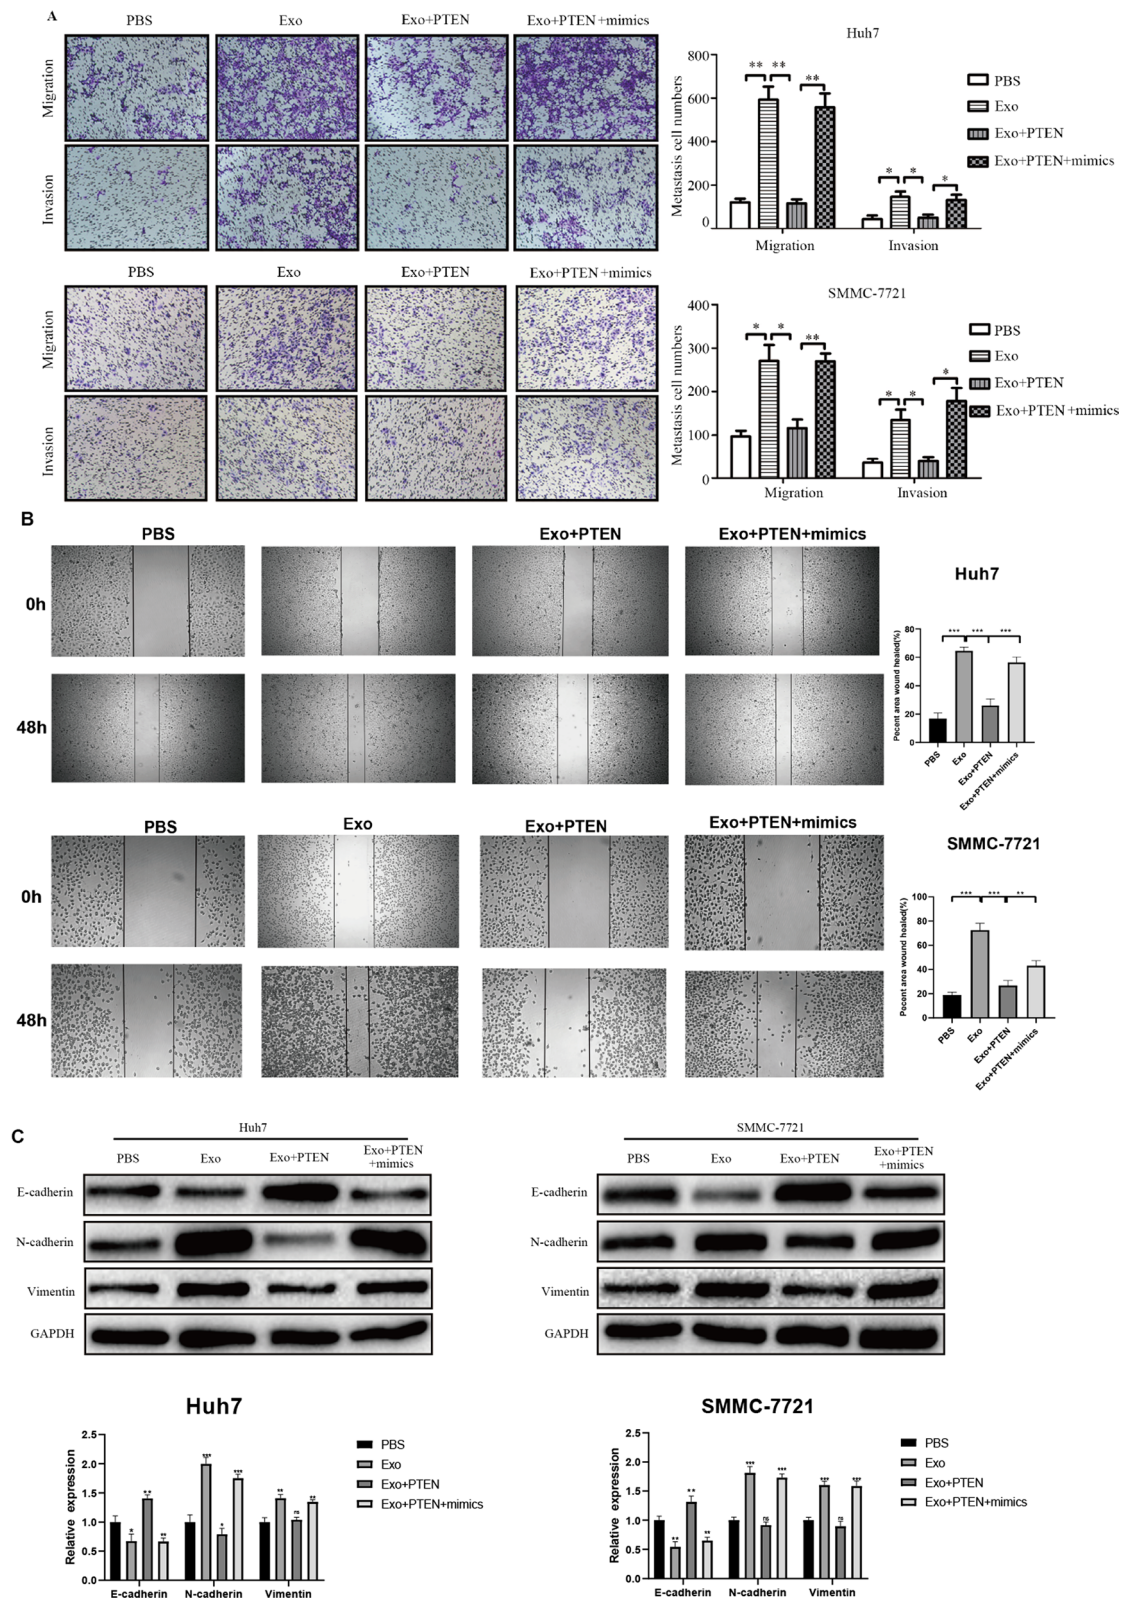 A
PBS Exo Exo+PTEN Exo+PTEN+mimics
Migration
Invasion
Huh7
Metastasis cell numbers
800
600
400
200
0
** ** **
* * *
Migration Invasion
PBS
Exo
Exo+PTEN
Exo+PTEN+mimics
PBS Exo Exo+PTEN Exo+PTEN+mimics
Migration
Invasion
SMMC-7721
Metastasis cell numbers
400
300
200
100
0
* * **
* * *
Migration Invasion
PBS
Exo
Exo+PTEN
Exo+PTEN+mimics
B
PBS Exo+PTEN Exo+PTEN+mimics
0h
48h
Huh7
Pecent area wound healed(%)
80
60
40
20
0
*** *** ***
PBS Exo Exo+PTEN Exo+PTEN+mimics
PBS Exo Exo+PTEN Exo+PTEN+mimics
0h
48h
SMMC-7721
Pecent area wound healed(%)
100
80
60
40
20
0
*** *** **
PBS Exo Exo+PTEN Exo+PTEN+mimics
C
Huh7
PBS Exo Exo+PTEN Exo+PTEN
+mimics
E-cadherin
N-cadherin
Vimentin
GAPDH
SMMC-7721
PBS Exo Exo+PTEN Exo+PTEN
+mimics
E-cadherin
N-cadherin
Vimentin
GAPDH
Huh7
Relative expression
2.5
2.0
1.5
1.0
0.5
0.0
* ** ** *** * *** ** ns **
E-cadherin N-cadherin Vimentin
PBS
Exo
Exo+PTEN
Exo+PTEN+mimics
SMMC-7721
Relative expression
2.5
2.0
1.5
1.0
0.5
0.0
** ** ** *** ns *** *** ns ***
E-cadherin N-cadherin Vimentin
PBS
Exo
Exo+PTEN
Exo+PTEN+mimics